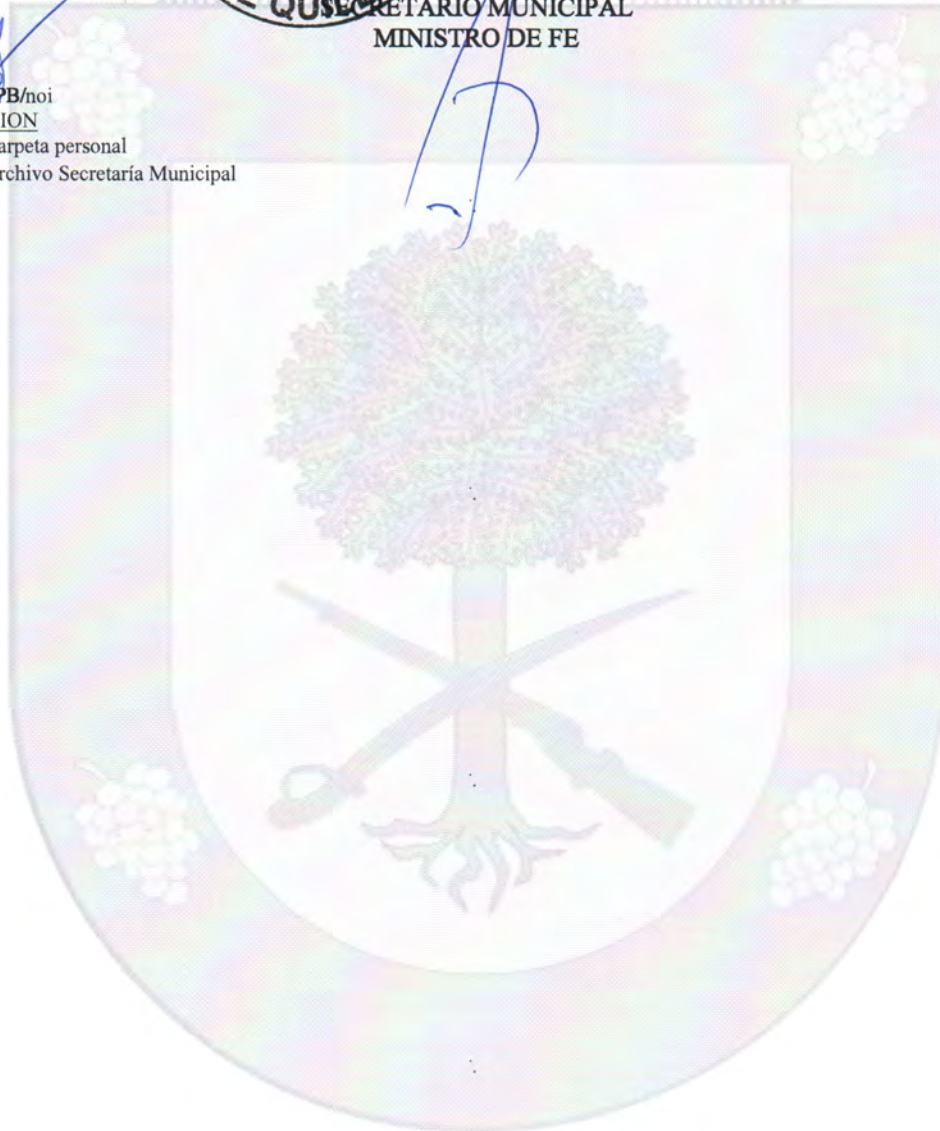 SECRETARIO MUNICIPAL
MINISTRO DE FE
PB/noi
ION
arpeta personal
rchivo Secretaría Municipal